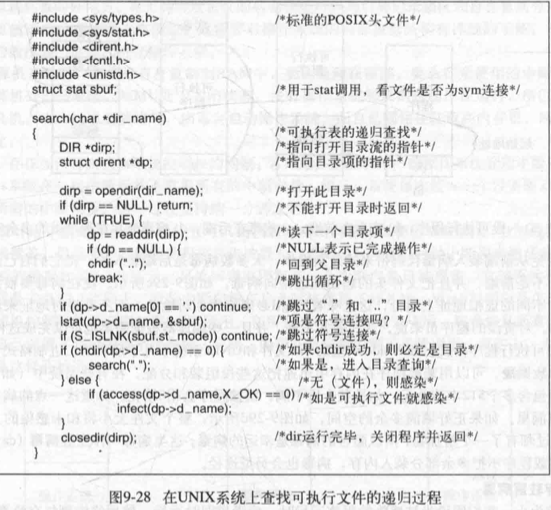 #include <sys/types.h> /*标准的POSIX头文件*/
#include <sys/stat.h>
#include <dirent.h>
#include <fcntl.h>
#include <unistd.h>
struct stat sbuf; /*用于stat调用，看文件是否为sym连接*/
search(char *dir_name)
{ /*可执行表的递归查找*/
DIR *dirp; /*指向打开目录流的指针*/
struct dirent *dp; /*指向目录项的指针*/
dirp = opendir(dir_name); /*打开此目录*/
if (dirp == NULL) return; /*不能打开目录时返回*/
while (TRUE) {
dp = readdir(dirp); /*读下一个目录项*/
if (dp == NULL) { /*NULL表示已完成操作*/
chdir (".."); /*回到父目录*/
break; /*跳出循环*/
}
if (dp->d_name[0] == '.') continue; /*跳过“.”和“..”目录*/
lstat(dp->d_name, &sbuf); /*项是符号连接吗？*/
if (S_ISLNK(sbuf.st_mode)) continue; /*跳过符号连接*/
if (chdir(dp->d_name) == 0) { /*如果chdir成功，则必定是目录*/
search("."); /*如果是，进入目录查询*/
} else { /*无（文件），则感染*/
if (access(dp->d_name,X_OK) == 0) /*如是可执行文件就感染*/
infect(dp->d_name);
}
closedir(dirp); /*dir运行完毕，关闭程序并返回*/
}
图9-28 在UNIX系统上查找可执行文件的递归过程